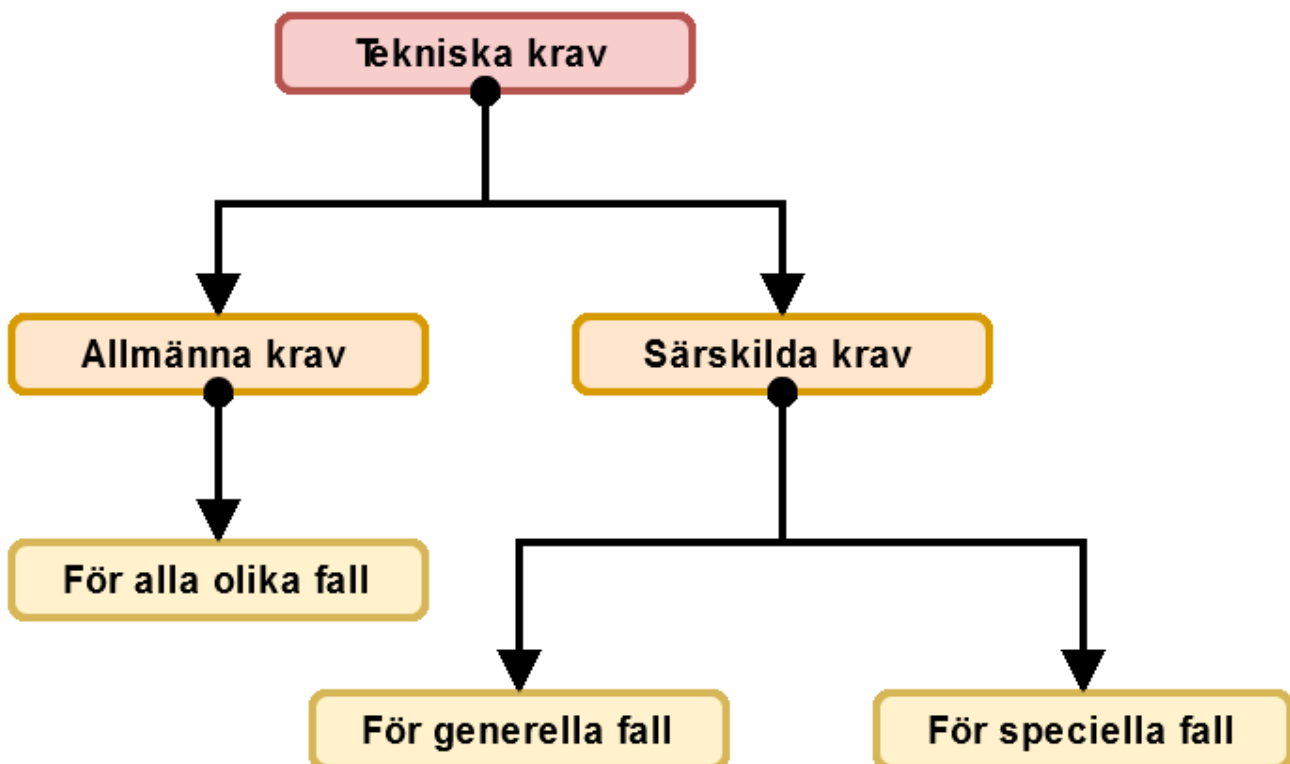 Tekniska krav
Allmänna krav
Särskilda krav
För alla olika fall
För generella fall
För speciella fall